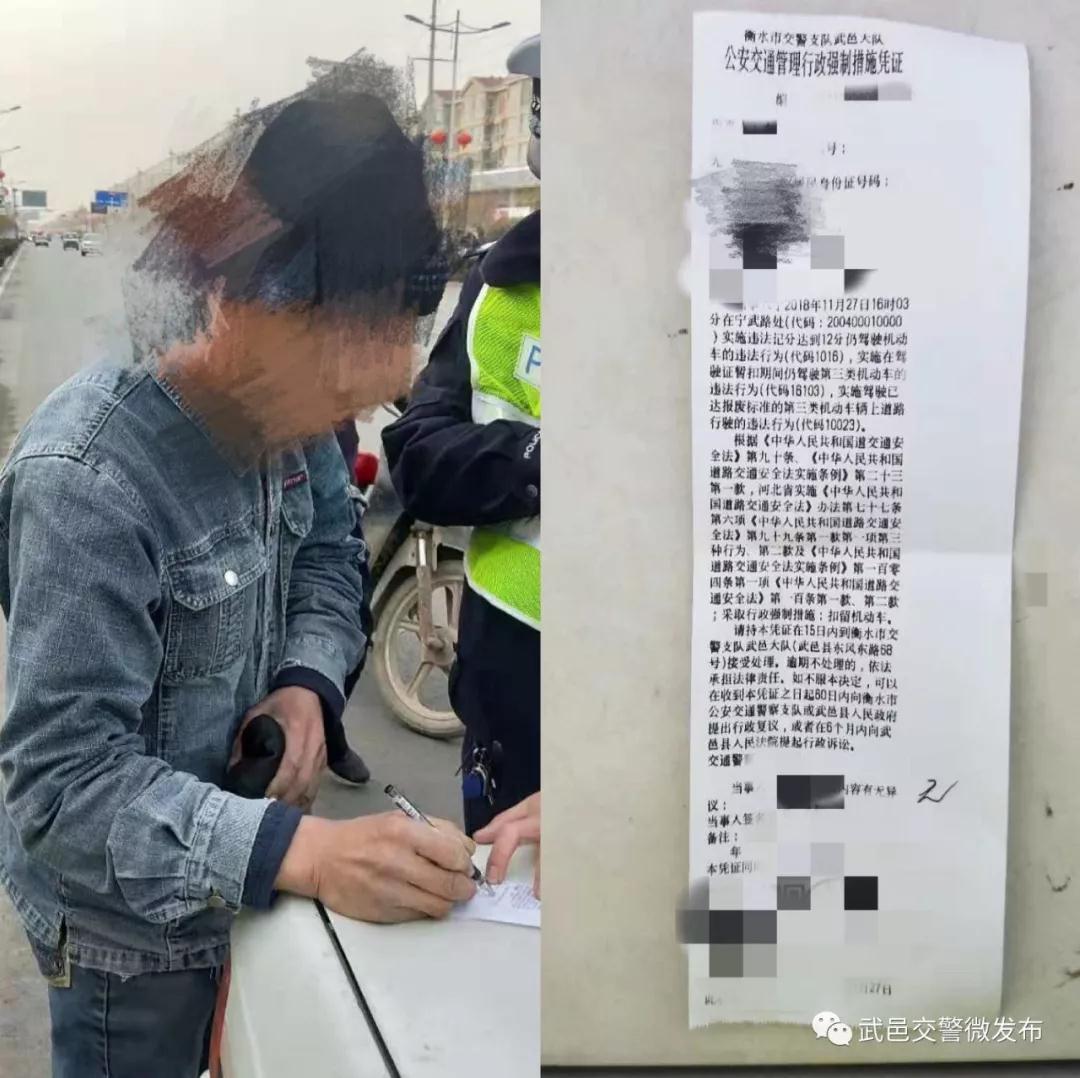 POLICE
衡水市交警支队武邑大队
公安交通管理行政强制措施凭证
号：
身份证号码：
2018年11月27日16时03
分在宁武路处(代码：200400010000
)实施违法记分达到12分仍驾驶机动
车的违法行为(代码1016)，实施在驾
驶证暂扣期间仍驾驶第三类机动车的
违法行为(代码16103)，实施驾驶已
达报废标准的第三类机动车辆上道路
行驶的违法行为(代码10023)。
根据《中华人民共和国道交通安
全法》第九十条、《中华人民共和国
道路交通安全法实施条例》第二十三
第一款，河北省实施《中华人民共和
国道路交通安全法》办法第七十七条
第六项《中华人民共和国道路交通安
全法》第九十九条第一款第一项第三
种行为、第二款及《中华人民共和国
道路交通安全法实施条例》第一百零
四条第一项《中华人民共和国道路交
通安全法》第一百条第一款、第二款
；采取行政强制措施：扣留机动车。
请持本凭证在15日内到衡水市交
警支队武邑大队(武邑县东风东路68
号)接受处理。逾期不处理的，依法
承担法律责任。如不服本决定，可以
在收到本凭证之日起60日内向衡水市
公安交通警察支队或武邑县人民政府
提出行政复议，或者在6个月内向武
邑县人民法院提起行政诉讼。
交通警
当事 内容有无异
议：
当事人签名
备注：
年
本凭证同
月27日
武邑交警微发布